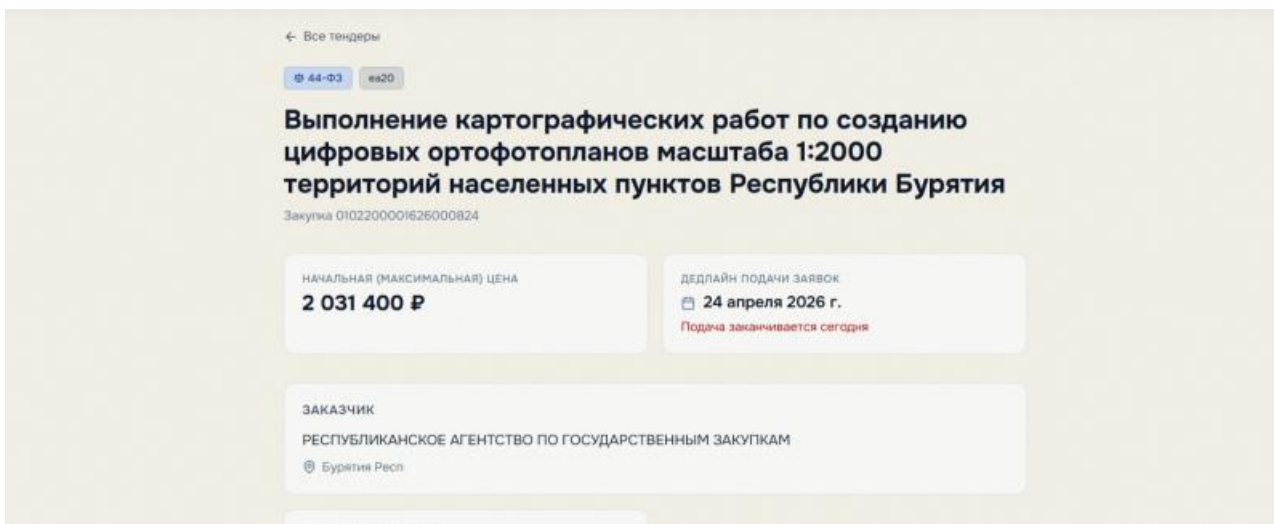 ← Все тендеры
44-ФЗ еа20
Выполнение картографических работ по созданию
цифровых ортофотопланов масштаба 1:2000
территорий населенных пунктов Республики Бурятия
Закупка 0102200001626000824
НАЧАЛЬНАЯ (МАКСИМАЛЬНАЯ) ЦЕНА
2 031 400 ₽
ДЕДЛАЙН ПОДАЧИ ЗАЯВОК
24 апреля 2026 г.
Подача заканчивается сегодня
ЗАКАЗЧИК
РЕСПУБЛИКАНСКОЕ АГЕНТСТВО ПО ГОСУДАРСТВЕННЫМ ЗАКУПКАМ
Бурятия Респ